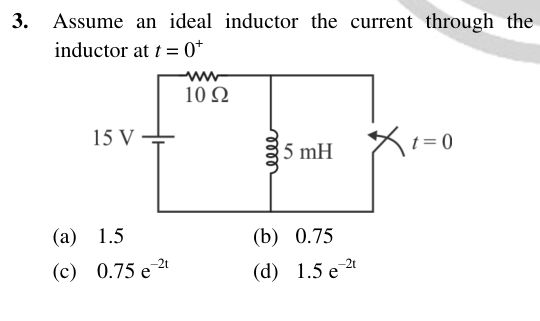 3. Assume an ideal inductor the current through the
inductor at t = 0⁺
10 Ω
15 V
5 mH
t = 0
(a) 1.5 (b) 0.75
(c) 0.75 e⁻²ᵗ (d) 1.5 e⁻²ᵗ